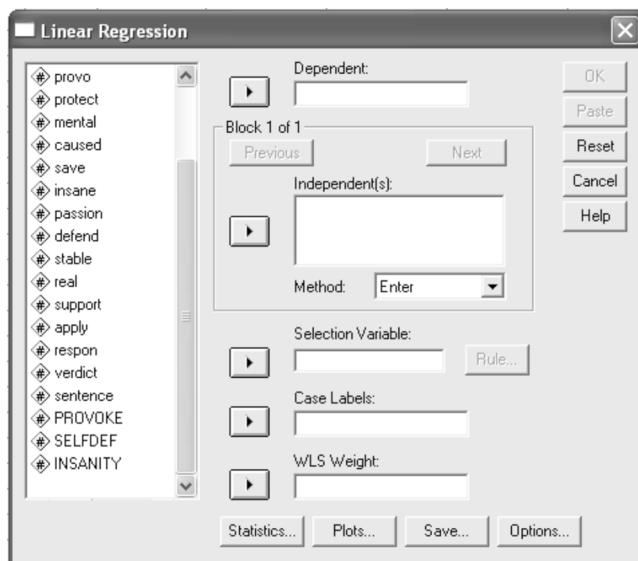 Linear Regression
provo
protect
mental
caused
save
insane
passion
defend
stable
real
support
apply
respon
verdict
sentence
PROVOKE
SELFDEF
INSANITY
Dependent:
Block 1 of 1
Previous Next
Independent(s):
Method: Enter
Selection Variable:
Rule...
Case Labels:
WLS Weight:
Statistics... Plots... Save... Options...
OK
Paste
Reset
Cancel
Help